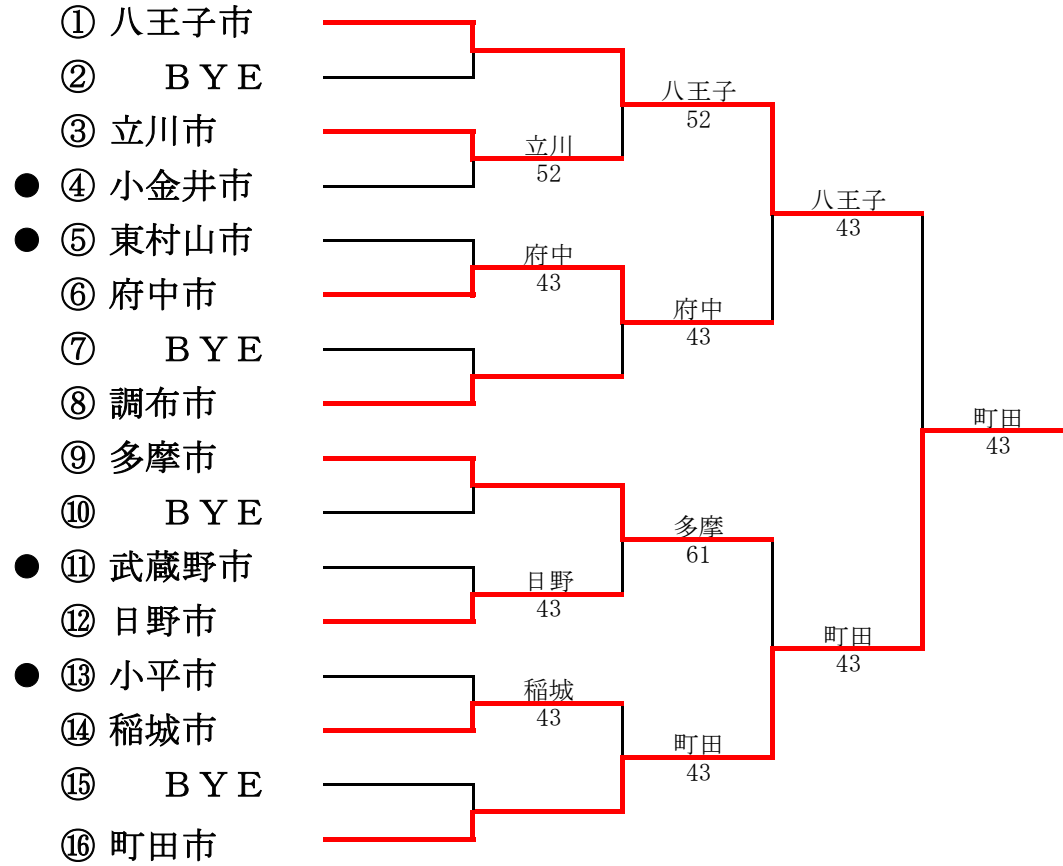 ① 八王子市
② ＢＹＥ
③ 立川市
● ④ 小金井市
● ⑤ 東村山市
⑥ 府中市
⑦ ＢＹＥ
⑧ 調布市
⑨ 多摩市
⑩ ＢＹＥ
● ⑪ 武蔵野市
⑫ 日野市
● ⑬ 小平市
⑭ 稲城市
⑮ ＢＹＥ
⑯ 町田市
立川
52
府中
43
日野
43
稲城
43
八王子
52
府中
43
多摩
61
町田
43
八王子
43
町田
43
町田
43